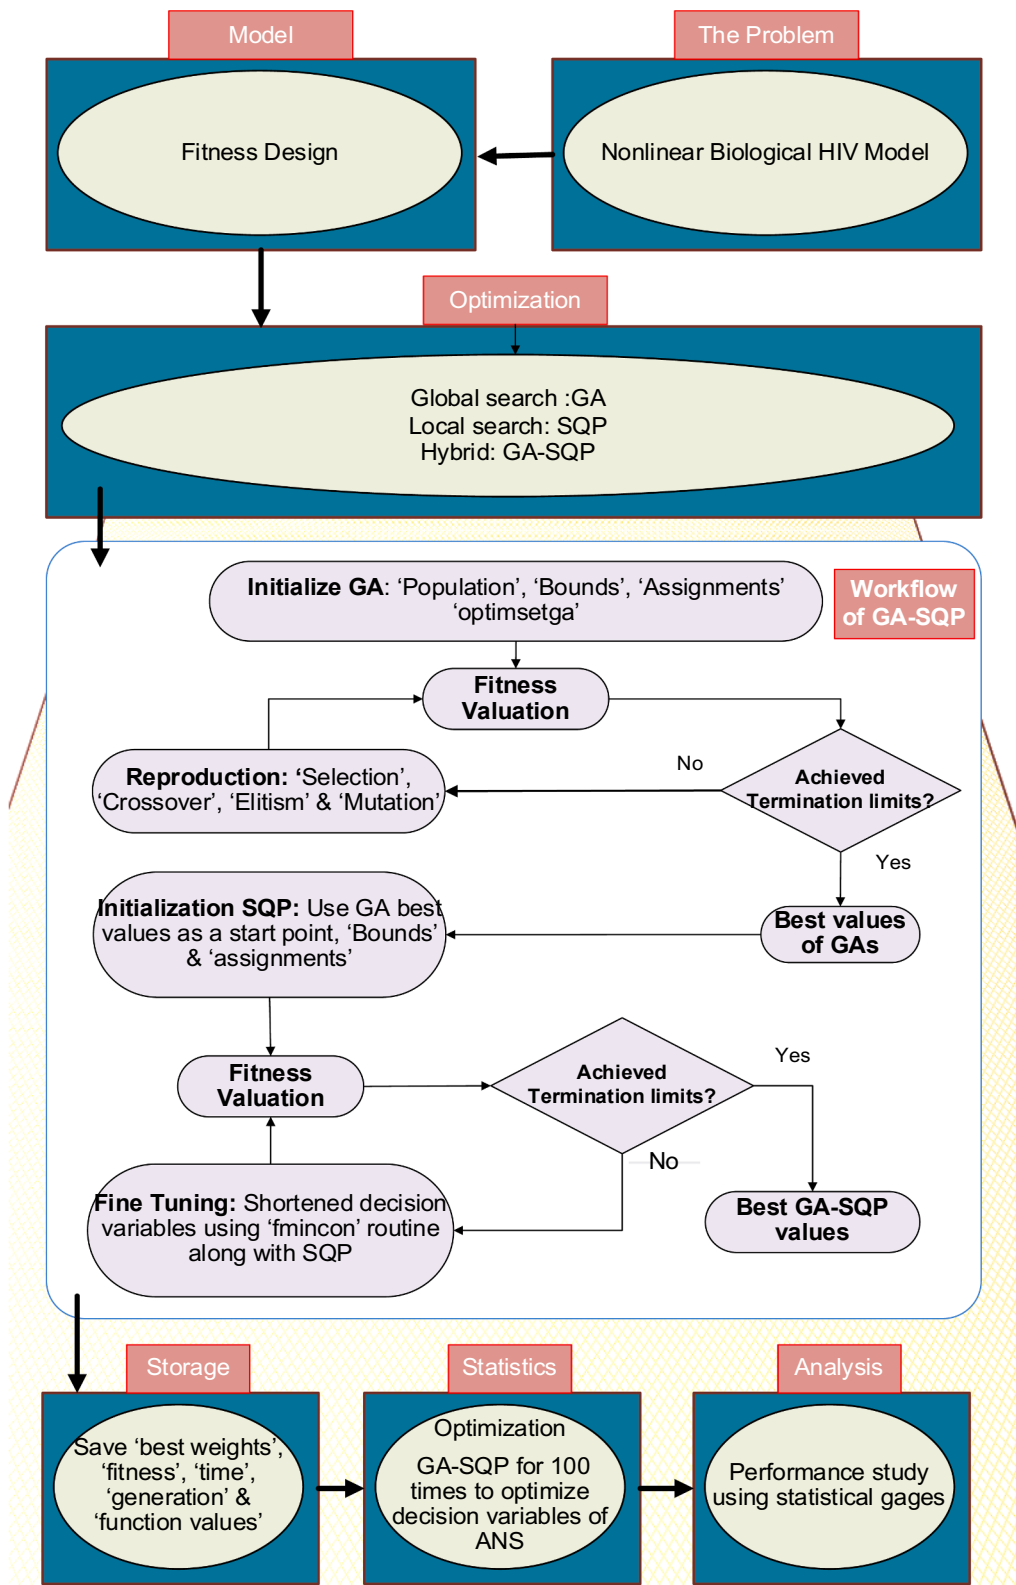 Model
The Problem
Fitness Design
Nonlinear Biological HIV Model
Optimization
Global search :GA
Local search: SQP
Hybrid: GA-SQP
Initialize GA: ‘Population’, ‘Bounds’, ‘Assignments’
‘optimsetga’
Workflow
of GA-SQP
Fitness
Valuation
No
Reproduction: ‘Selection’,
‘Crossover’, ‘Elitism’ & ‘Mutation’
Achieved
Termination limits?
Yes
Initialization SQP: Use GA best
values as a start point, ‘Bounds’
& ‘assignments’
Best values
of GAs
Fitness
Valuation
Achieved
Termination limits?
Yes
No
Fine Tuning: Shortened decision
variables using ‘fmincon’ routine
along with SQP
Best GA-SQP
values
Storage
Statistics
Analysis
Save ‘best weights’,
‘fitness’, ‘time’,
‘generation’ &
‘function values’
Optimization
GA-SQP for 100
times to optimize
decision variables of
ANS
Performance study
using statistical gages